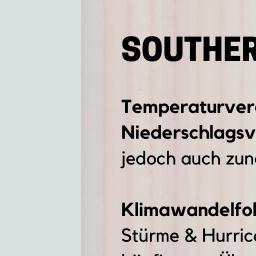 SOUTHER
Temperaturver
Niederschlagsv
jedoch auch zun
Klimawandelfol
Stürme & Hurric